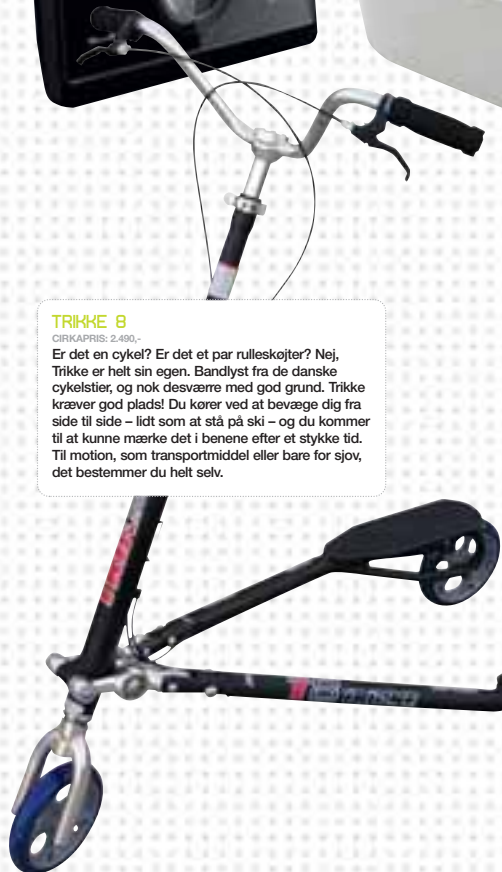 TRIKKE 8
CIRKAPRIS: 2.490,-
Er det en cykel? Er det et par rulleskøjter? Nej,
Trikke er helt sin egen. Bandlyst fra de danske
cykelstier, og nok desværre med god grund. Trikke
kræver god plads! Du kører ved at bevæge dig fra
side til side – lidt som at stå på ski – og du kommer
til at kunne mærke det i benene efter et stykke tid.
Til motion, som transportmiddel eller bare for sjov,
det bestemmer du helt selv.